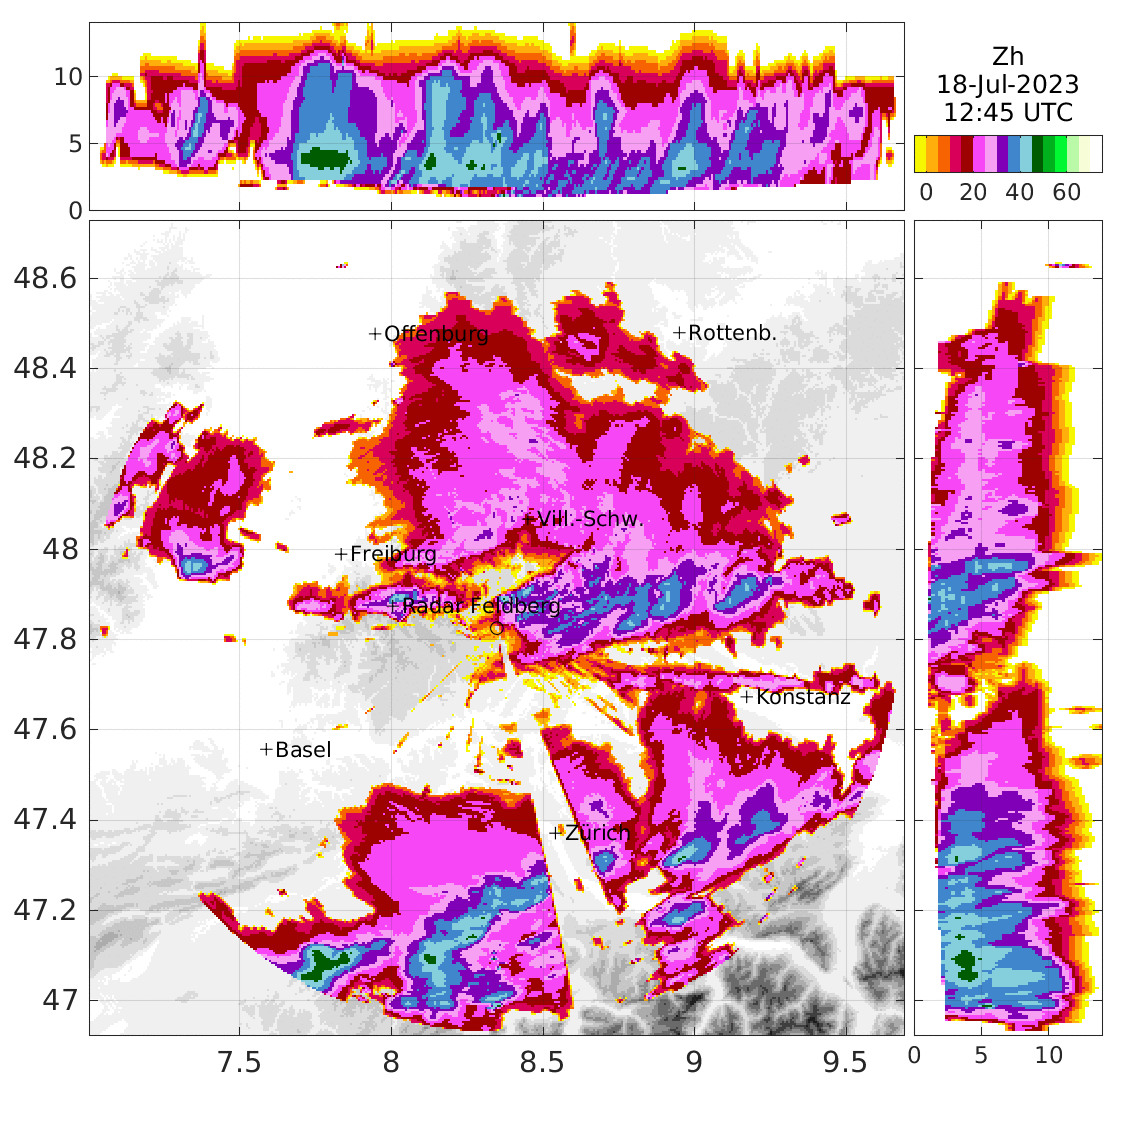 10
5
0
Zh
18-Jul-2023
12:45 UTC
0 20 40 60
48.6
48.4
48.2
48
47.8
47.6
47.4
47.2
47
+Offenburg
+Rottenb.
+Vill.-Schw.
+Freiburg
+Radar Feldberg
+Konstanz
+Basel
+Zürich
7.5 8 8.5 9 9.5
0 5 10